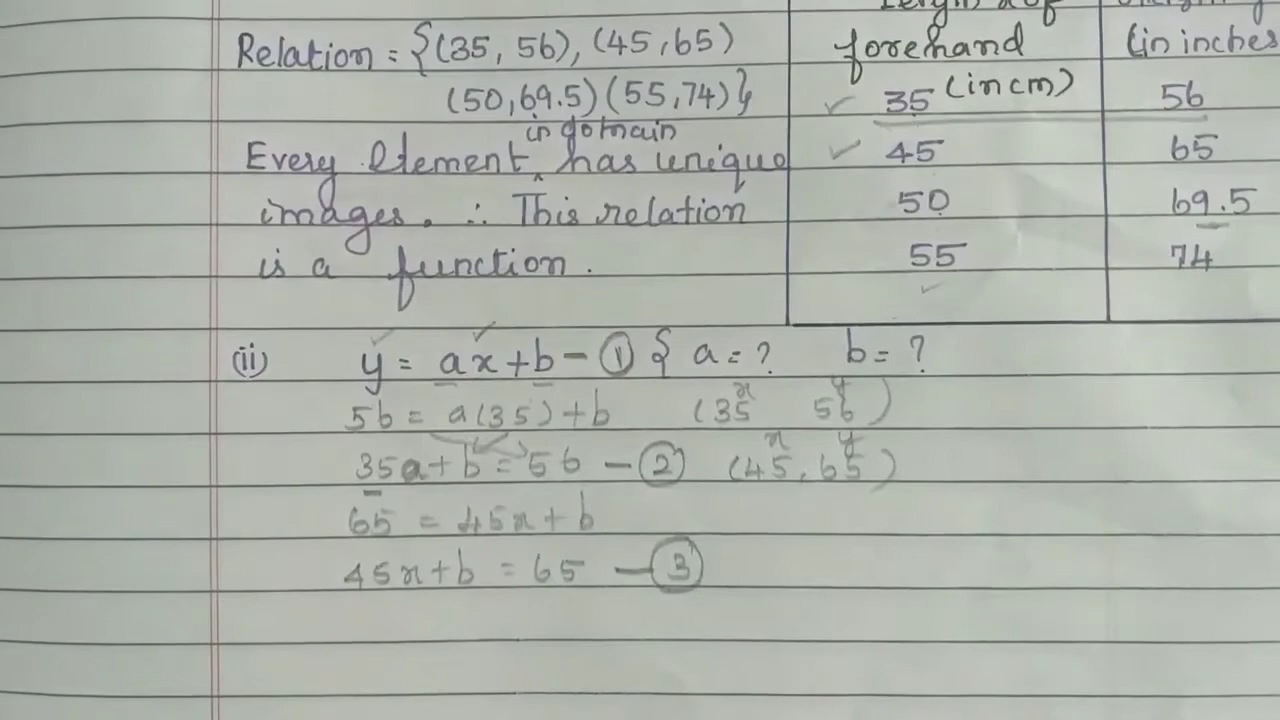 Relation = {(35, 56), (45, 65)
(50, 69.5) (55, 74)}
in domain
Every Element ‸ has unique
images. ∴ This relation
is a function.
forehand (in inches
(in cm)
35 56
45 65
50 69.5
55 74
(ii) y = ax + b - ① { a = ? b = ?
x y
56 = a(35) + b (35 56)
x y
35a + b = 56 - ② (45, 65)
65 = 45x + b
45x + b = 65 - ③